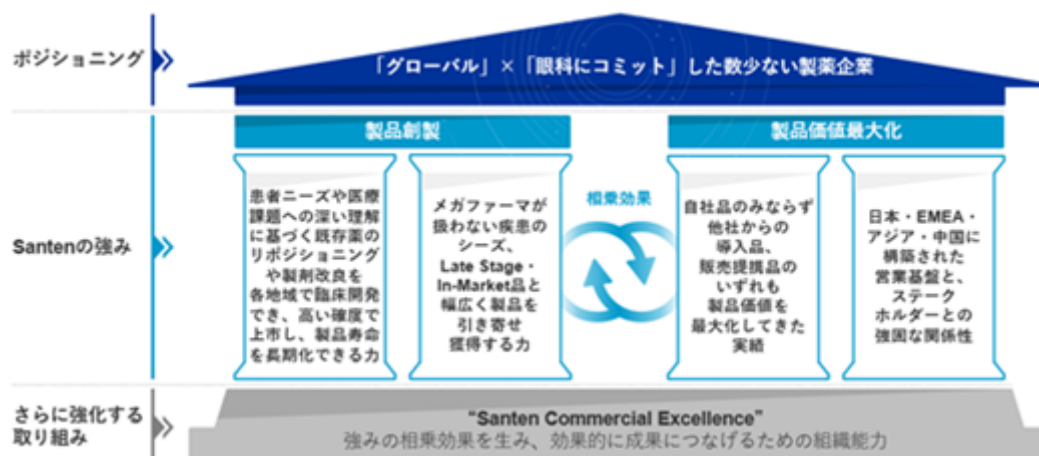 ポジショニング
「グローバル」×「眼科にコミット」した数少ない製薬企業
Santenの強み
製品創製
患者ニーズや医療
課題への深い理解
に基づく既存薬の
リポジショニング
や製剤改良を
各地域で臨床開発
でき、高い確度で
上市し、製品寿命
を長期化できる力
メガファーマが
扱わない疾患の
シーズ、
Late Stage・
In-Market品と
幅広く製品を
引き寄せ
獲得する力
相乗効果
製品価値最大化
自社品のみならず
他社からの
導入品、
販売提携品の
いずれも
製品価値を
最大化してきた
実績
日本・EMEA・
アジア・中国に
構築された
営業基盤と、
ステーク
ホルダーとの
強固な関係性
さらに強化する
取り組み
“Santen Commercial Excellence”
強みの相乗効果を生み、効果的に成果につなげるための組織能力